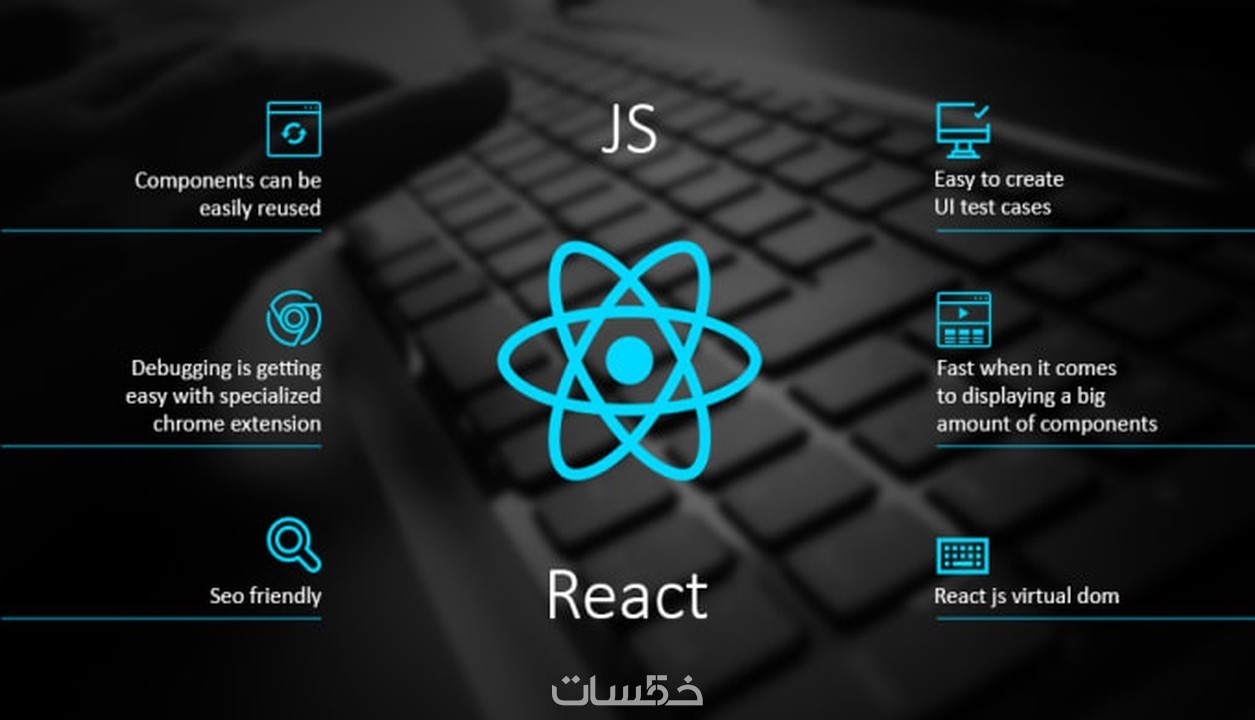 JS
Components can be
easily reused
Debugging is getting
easy with specialized
chrome extension
Seo friendly
Easy to create
UI test cases
Fast when it comes
to displaying a big
amount of components
React js virtual dom
React
خمسات